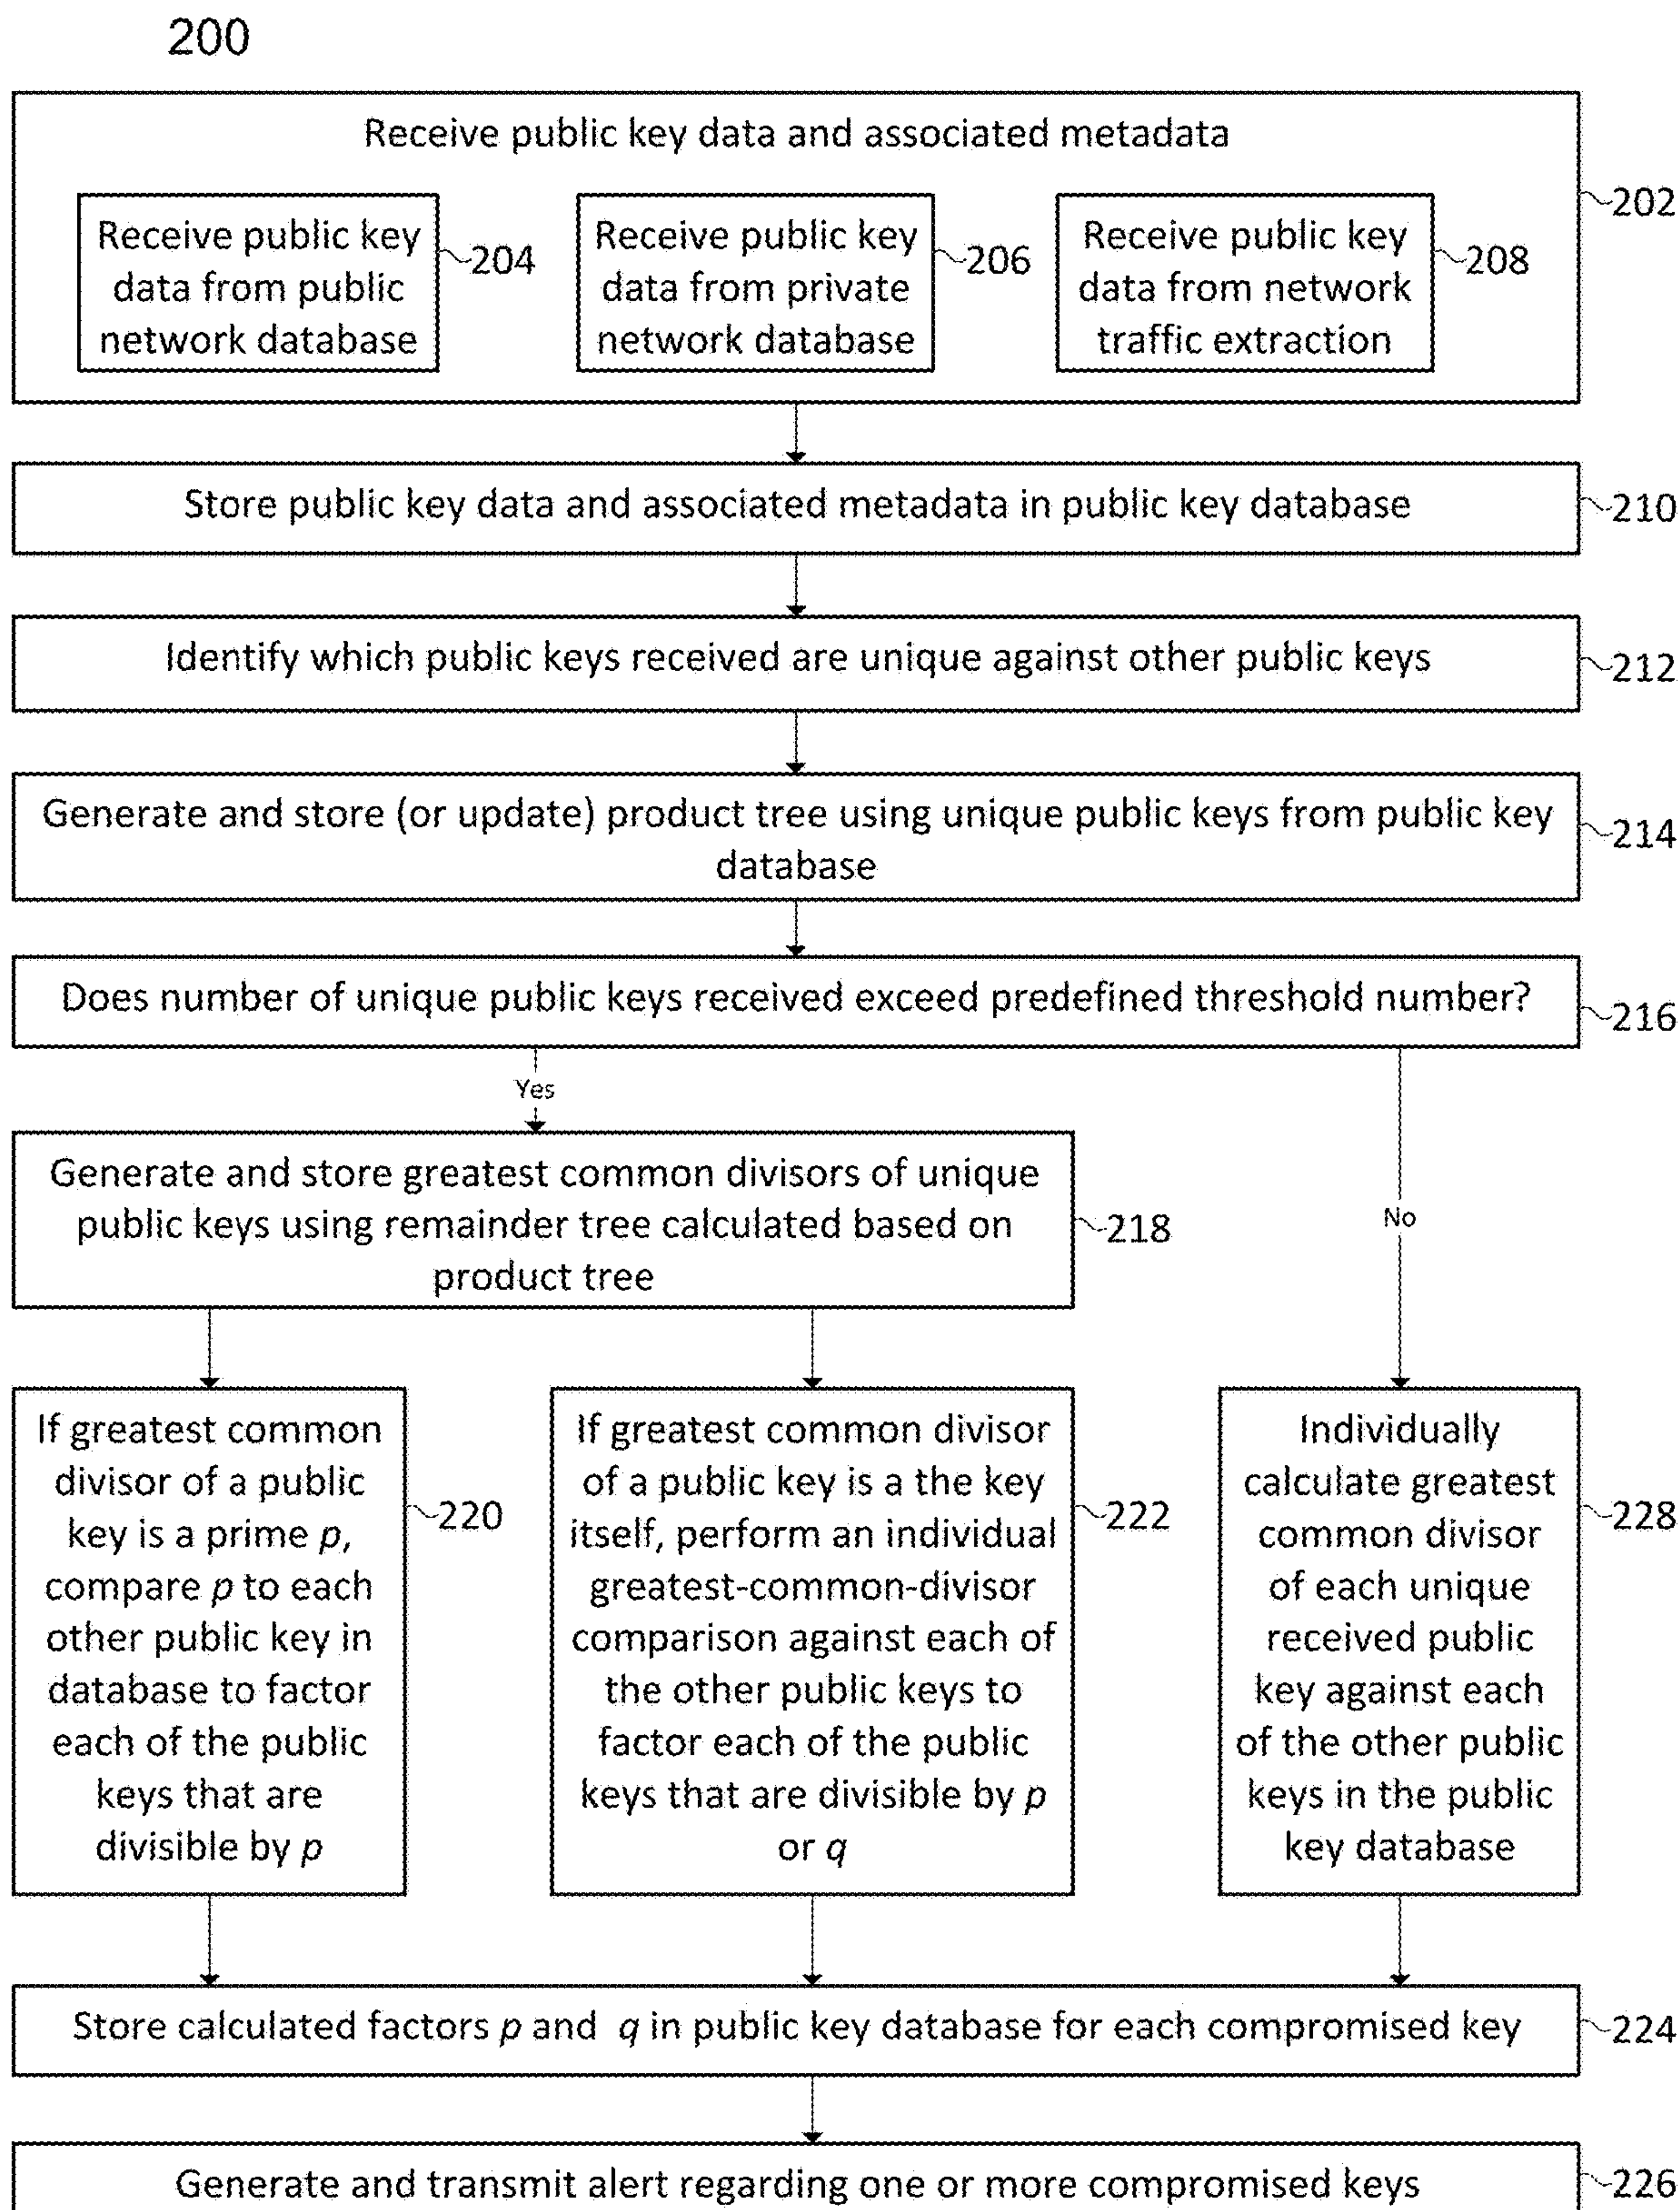 200
Receive public key data and associated metadata
202
Receive public key
data from public
network database
204
Receive public key
data from private
network database
206
Receive public key
data from network
traffic extraction
208
Store public key data and associated metadata in public key database
210
Identify which public keys received are unique against other public keys
212
Generate and store (or update) product tree using unique public keys from public key
database
214
Does number of unique public keys received exceed predefined threshold number?
216
Yes
No
Generate and store greatest common divisors of unique
public keys using remainder tree calculated based on
product tree
218
If greatest common
divisor of a public
key is a prime p,
compare p to each
other public key in
database to factor
each of the public
keys that are
divisible by p
220
If greatest common divisor
of a public key is a the key
itself, perform an individual
greatest-common-divisor
comparison against each of
the other public keys to
factor each of the public
keys that are divisible by p
or q
222
Individually
calculate greatest
common divisor
of each unique
received public
key against each
of the other public
keys in the public
key database
228
Store calculated factors p and q in public key database for each compromised key
224
Generate and transmit alert regarding one or more compromised keys
226